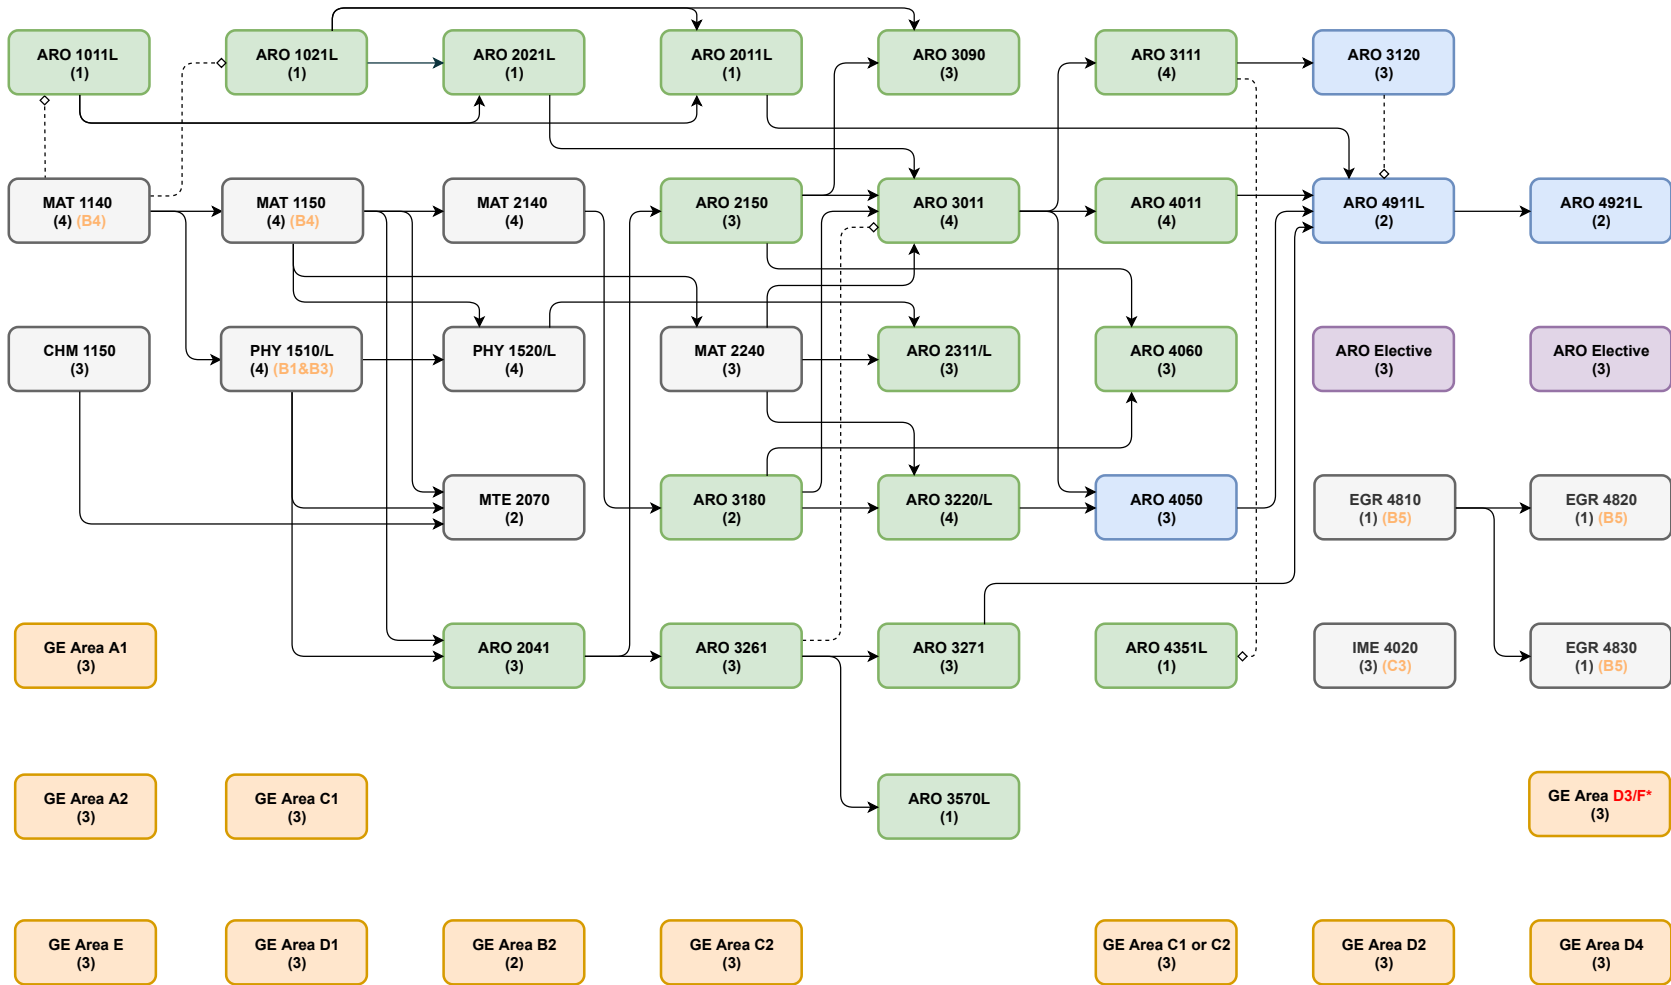 ARO 1011L
(1)
ARO 1021L
(1)
ARO 2021L
(1)
ARO 2011L
(1)
ARO 3090
(3)
ARO 3111
(4)
ARO 3120
(3)
MAT 1140
(4) (B4)
MAT 1150
(4) (B4)
MAT 2140
(4)
ARO 2150
(3)
ARO 3011
(4)
ARO 4011
(4)
ARO 4911L
(2)
ARO 4921L
(2)
CHM 1150
(3)
PHY 1510/L
(4) (B1&B3)
PHY 1520/L
(4)
MAT 2240
(3)
ARO 2311/L
(3)
ARO 4060
(3)
ARO Elective
(3)
ARO Elective
(3)
MTE 2070
(2)
ARO 3180
(2)
ARO 3220/L
(4)
ARO 4050
(3)
EGR 4810
(1) (B5)
EGR 4820
(1) (B5)
GE Area A1
(3)
ARO 2041
(3)
ARO 3261
(3)
ARO 3271
(3)
ARO 4351L
(1)
IME 4020
(3) (C3)
EGR 4830
(1) (B5)
GE Area A2
(3)
GE Area C1
(3)
ARO 3570L
(1)
GE Area D3/F*
(3)
GE Area E
(3)
GE Area D1
(3)
GE Area B2
(2)
GE Area C2
(3)
GE Area C1 or C2
(3)
GE Area D2
(3)
GE Area D4
(3)